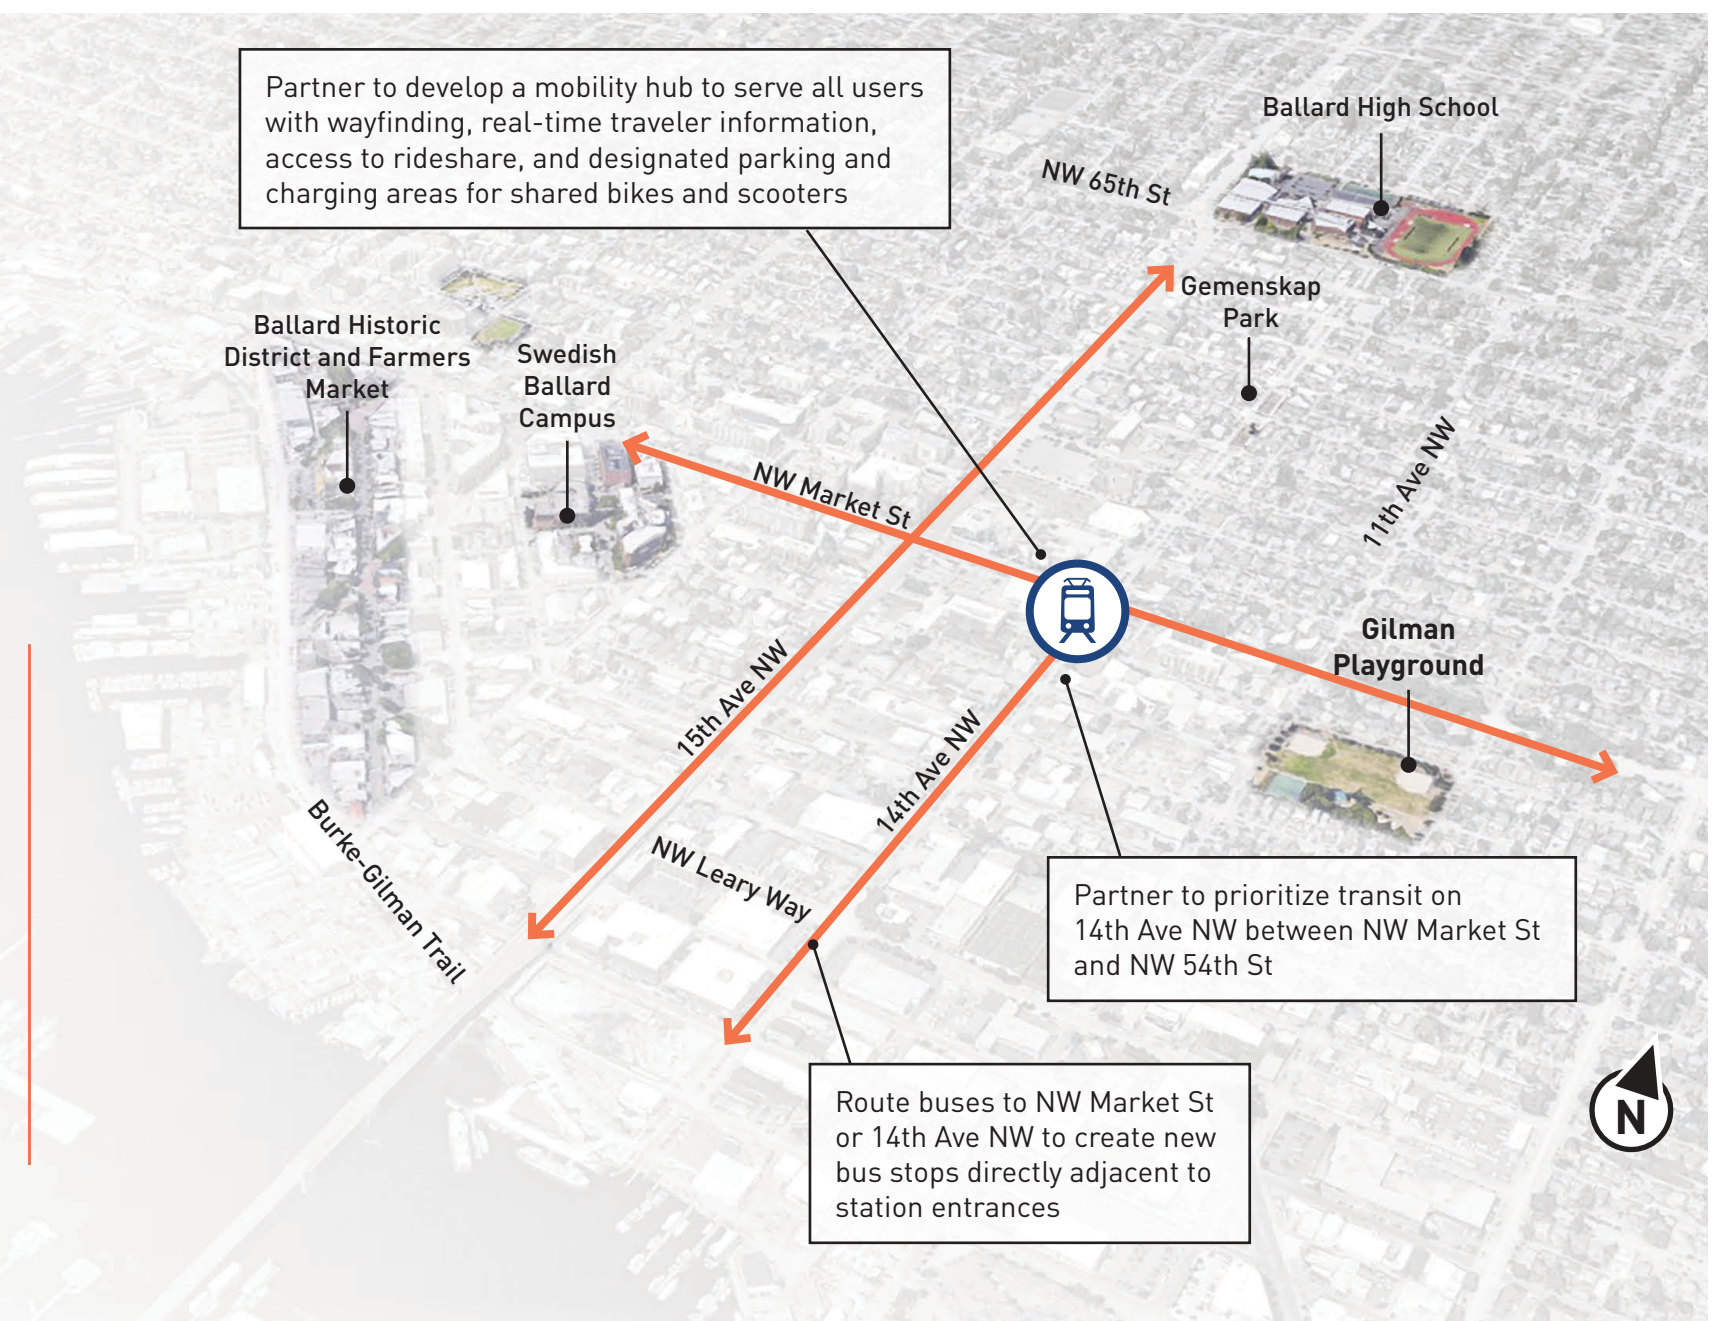 Partner to develop a mobility hub to serve all users
with wayfinding, real-time traveler information,
access to rideshare, and designated parking and
charging areas for shared bikes and scooters
Ballard High School
NW 65th St
Gemenskap
Park
Ballard Historic
District and Farmers
Market
Swedish
Ballard
Campus
NW Market St
11th Ave NW
Gilman
Playground
15th Ave NW
14th Ave NW
Burke-Gilman Trail
NW Leary Way
Partner to prioritize transit on
14th Ave NW between NW Market St
and NW 54th St
Route buses to NW Market St
or 14th Ave NW to create new
bus stops directly adjacent to
station entrances
N